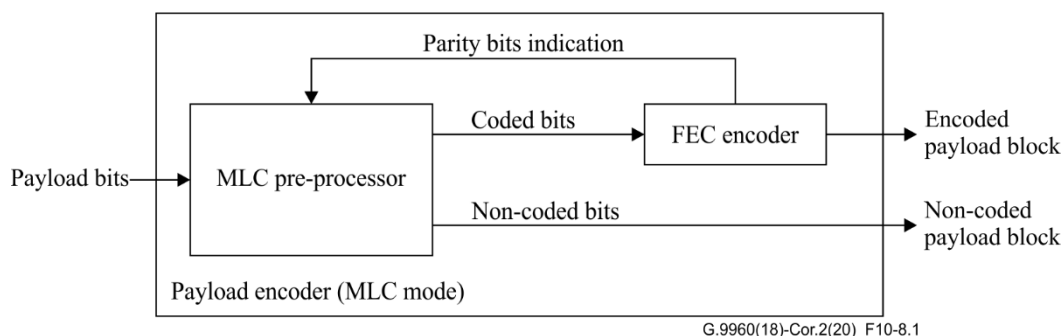 Parity bits indication
Coded bits
FEC encoder
Encoded
payload block
Payload bits
MLC pre-processor
Non-coded bits
Non-coded
payload block
Payload encoder (MLC mode)
G.9960(18)-Cor.2(20)_F10-8.1